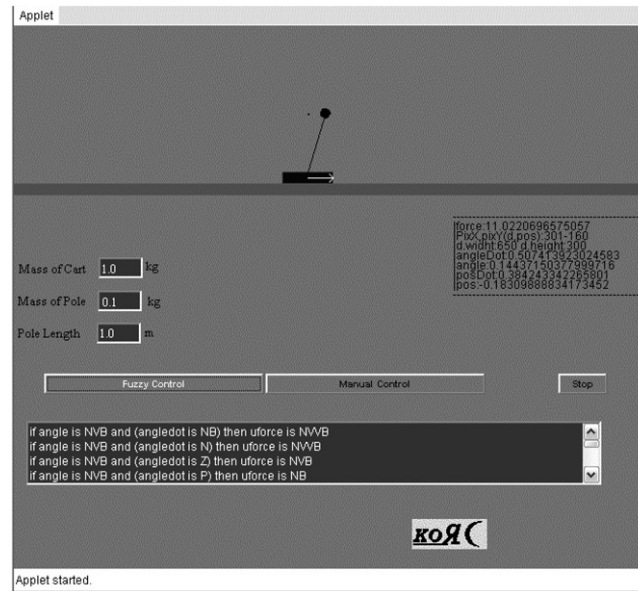 Applet
force:11.0220696575057
PixX,pixY(d,pos):301-160
d.widht:650 d.height:300
angleDot:0.507413923024583
angle:0.14437150377999716
posDot:0.384243342265801
pos:-0.18309888834173452
Mass of Cart 1.0 kg
Mass of Pole 0.1 kg
Pole Length 1.0 m
Fuzzy Control Manual Control Stop
if angle is NVB and (angledot is NB) then uforce is NVVB
if angle is NVB and (angledot is N) then uforce is NVVB
if angle is NVB and (angledot is Z) then uforce is NVB
if angle is NVB and (angledot is P) then uforce is NB
коЯС
Applet started.